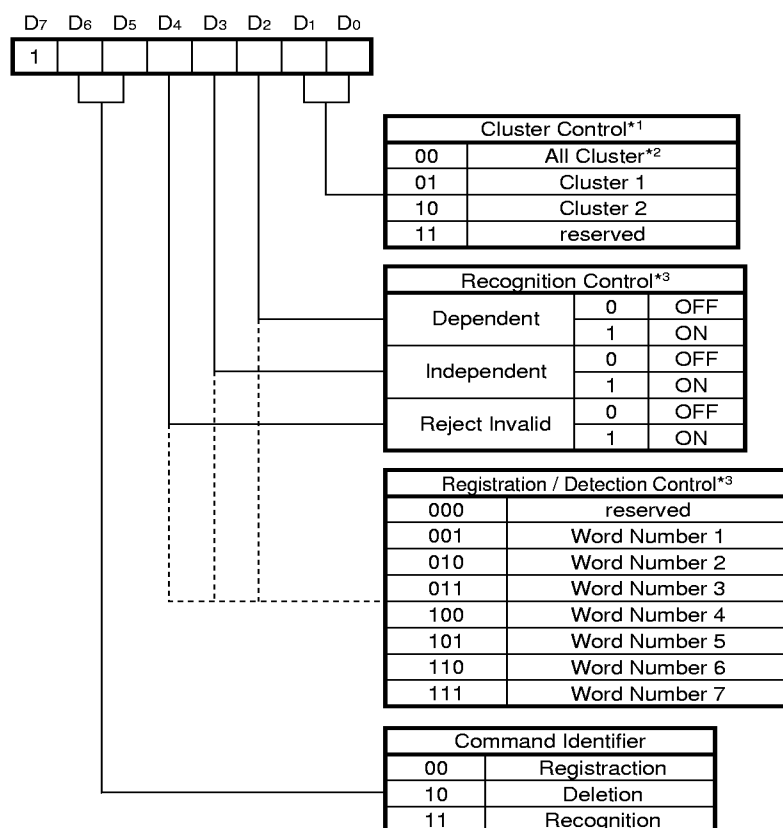 D7 D6 D5 D4 D3 D2 D1 D0
1
Cluster Control*1
00 All Cluster*2
01 Cluster 1
10 Cluster 2
11 reserved
Recognition Control*3
Dependent 0 OFF
1 ON
Independent 0 OFF
1 ON
Reject Invalid 0 OFF
1 ON
Registration / Detection Control*3
000 reserved
001 Word Number 1
010 Word Number 2
011 Word Number 3
100 Word Number 4
101 Word Number 5
110 Word Number 6
111 Word Number 7
Command Identifier
00 Registraction
10 Deletion
11 Recognition